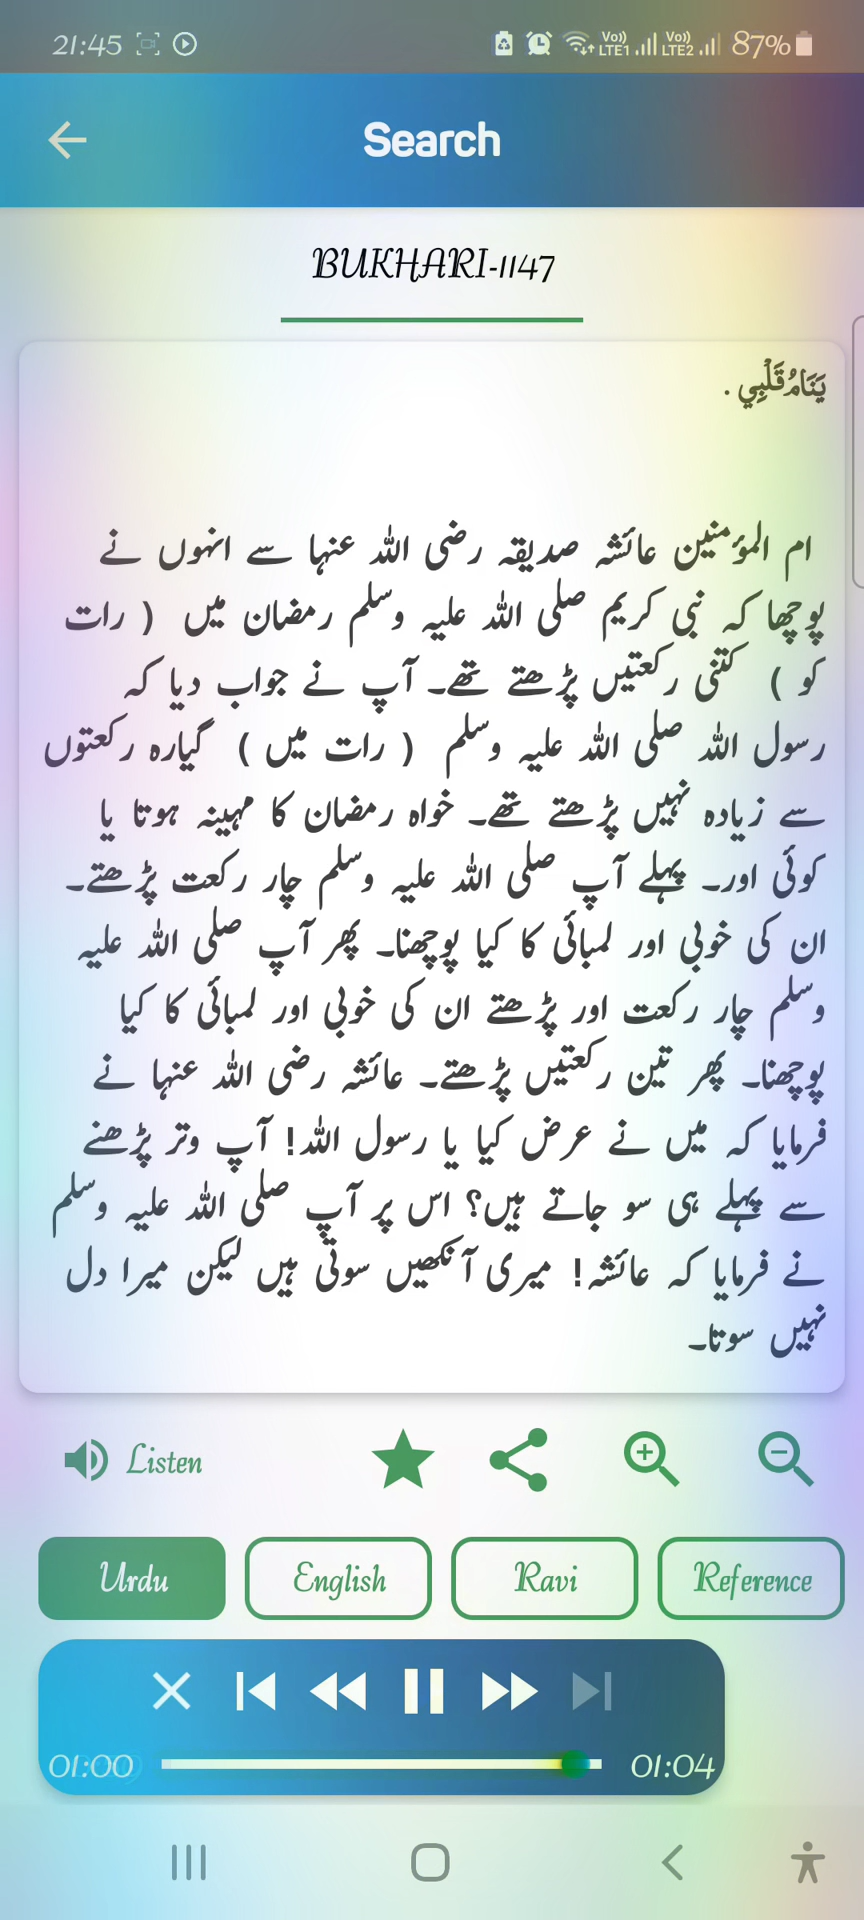 21:45
Vo)) LTE1 Vo)) LTE2 87%
Search
BUKHARI-1147
يَنَامُ قَلْبِي .
ام المؤمنین عائشہ صدیقہ رضی اللہ عنہا سے انہوں نے
پوچھا کہ نبی کریم صلی اللہ علیہ وسلم رمضان میں ( رات
کو ) کتنی رکعتیں پڑھتے تھے۔ آپ نے جواب دیا کہ
رسول اللہ صلی اللہ علیہ وسلم ( رات میں ) گیارہ رکعتوں
سے زیادہ نہیں پڑھتے تھے۔ خواہ رمضان کا مہینہ ہوتا یا
کوئی اور۔ پہلے آپ صلی اللہ علیہ وسلم چار رکعت پڑھتے۔
ان کی خوبی اور لمبائی کا کیا پوچھنا۔ پھر آپ صلی اللہ علیہ
وسلم چار رکعت اور پڑھتے ان کی خوبی اور لمبائی کا کیا
پوچھنا۔ پھر تین رکعتیں پڑھتے۔ عائشہ رضی اللہ عنہا نے
فرمایا کہ میں نے عرض کیا یا رسول اللہ! آپ وتر پڑھنے
سے پہلے ہی سو جاتے ہیں؟ اس پر آپ صلی اللہ علیہ وسلم
نے فرمایا کہ عائشہ! میری آنکھیں سوتی ہیں لیکن میرا دل
نہیں سوتا۔
Listen
Urdu English Ravi Reference
01:00 01:04